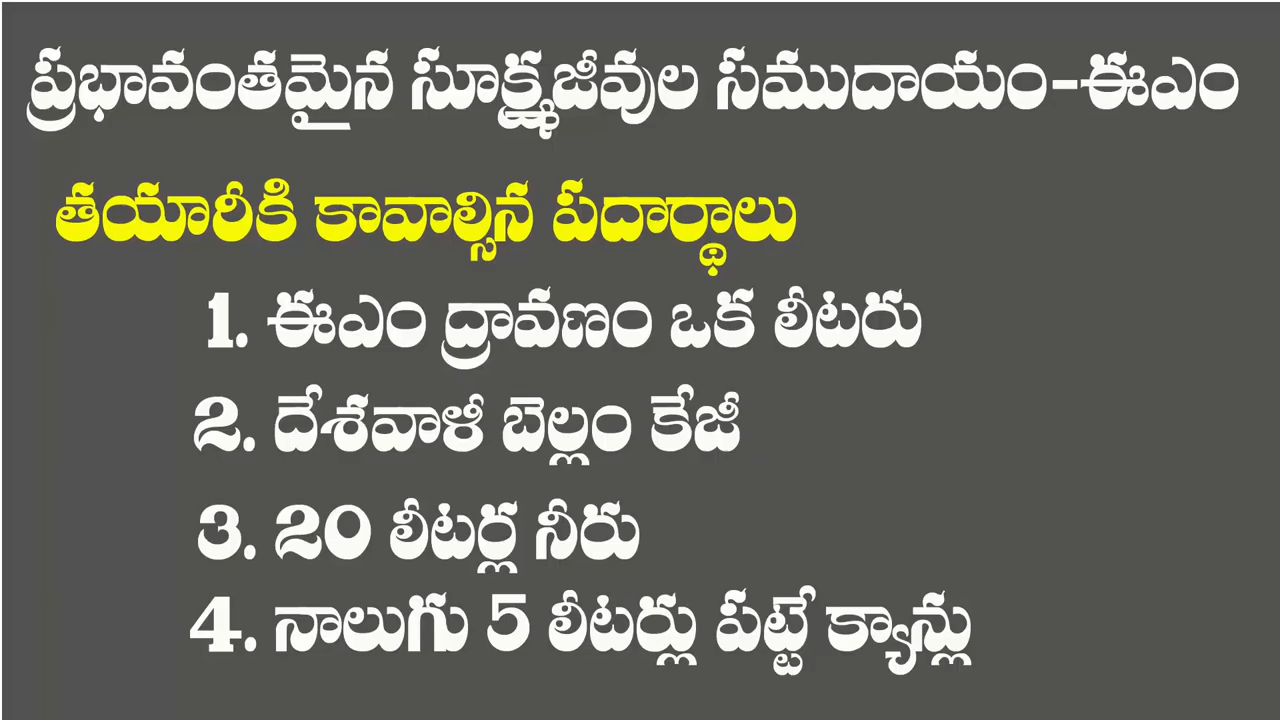 ప్రభావంతమైన సూక్ష్మజీవుల సముదాయం-ఈఎం
తయారీకి కావాల్సిన పదార్థాలు
1. ఈఎం ద్రావణం ఒక లీటరు
2. దేశవాళీ బెల్లం కేజీ
3. 20 లీటర్ల నీరు
4. నాలుగు 5 లీటర్లు పట్టే క్యాన్లు